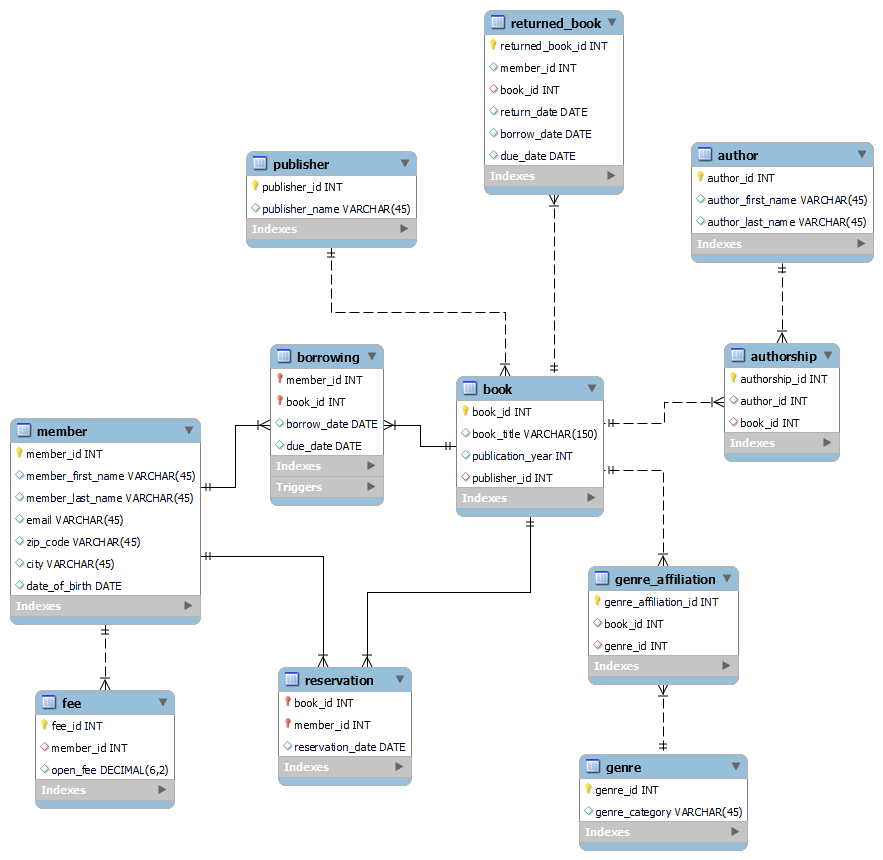 returned_book
returned_book_id INT
member_id INT
book_id INT
return_date DATE
borrow_date DATE
due_date DATE
Indexes
publisher
publisher_id INT
publisher_name VARCHAR(45)
Indexes
author
author_id INT
author_first_name VARCHAR(45)
author_last_name VARCHAR(45)
Indexes
borrowing
member_id INT
book_id INT
borrow_date DATE
due_date DATE
Indexes
Triggers
book
book_id INT
book_title VARCHAR(150)
publication_year INT
publisher_id INT
Indexes
authorship
authorship_id INT
author_id INT
book_id INT
Indexes
member
member_id INT
member_first_name VARCHAR(45)
member_last_name VARCHAR(45)
email VARCHAR(45)
zip_code VARCHAR(45)
city VARCHAR(45)
date_of_birth DATE
Indexes
genre_affiliation
genre_affiliation_id INT
book_id INT
genre_id INT
Indexes
fee
fee_id INT
member_id INT
open_fee DECIMAL(6,2)
Indexes
reservation
book_id INT
member_id INT
reservation_date DATE
Indexes
genre
genre_id INT
genre_category VARCHAR(45)
Indexes